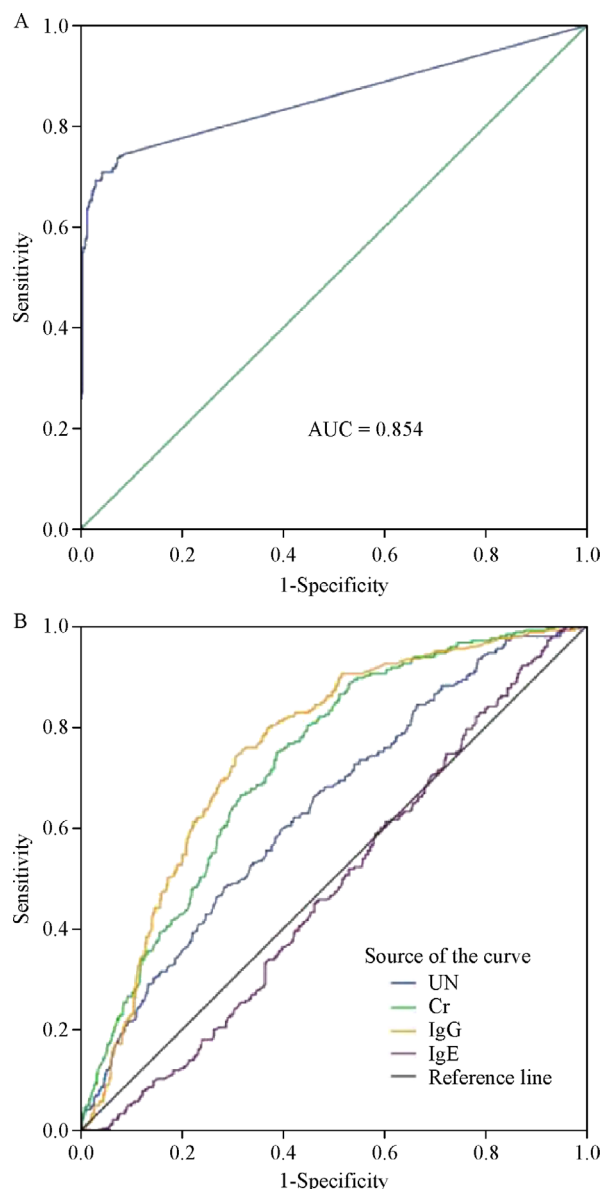 A
1.0
0.8
0.6
0.4
0.2
0.0
Sensitivity
AUC = 0.854
0.0 0.2 0.4 0.6 0.8 1.0
1-Specificity
B
1.0
0.8
0.6
0.4
0.2
0.0
Sensitivity
Source of the curve
UN
Cr
IgG
IgE
Reference line
0.0 0.2 0.4 0.6 0.8 1.0
1-Specificity